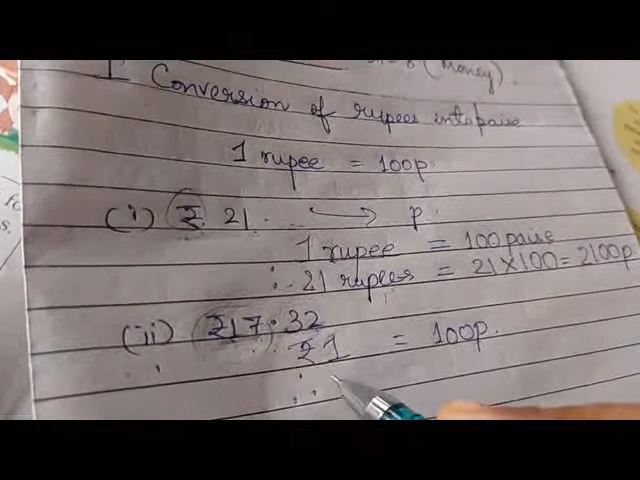 (Money).
I Conversion of rupees into paise
1 rupee = 100p.
(i) ₹ 21. → p.
1 rupee = 100 paise
∴ 21 rupees = 21×100 = 2100p
(ii) ₹17.32
₹1 = 100p.
∴